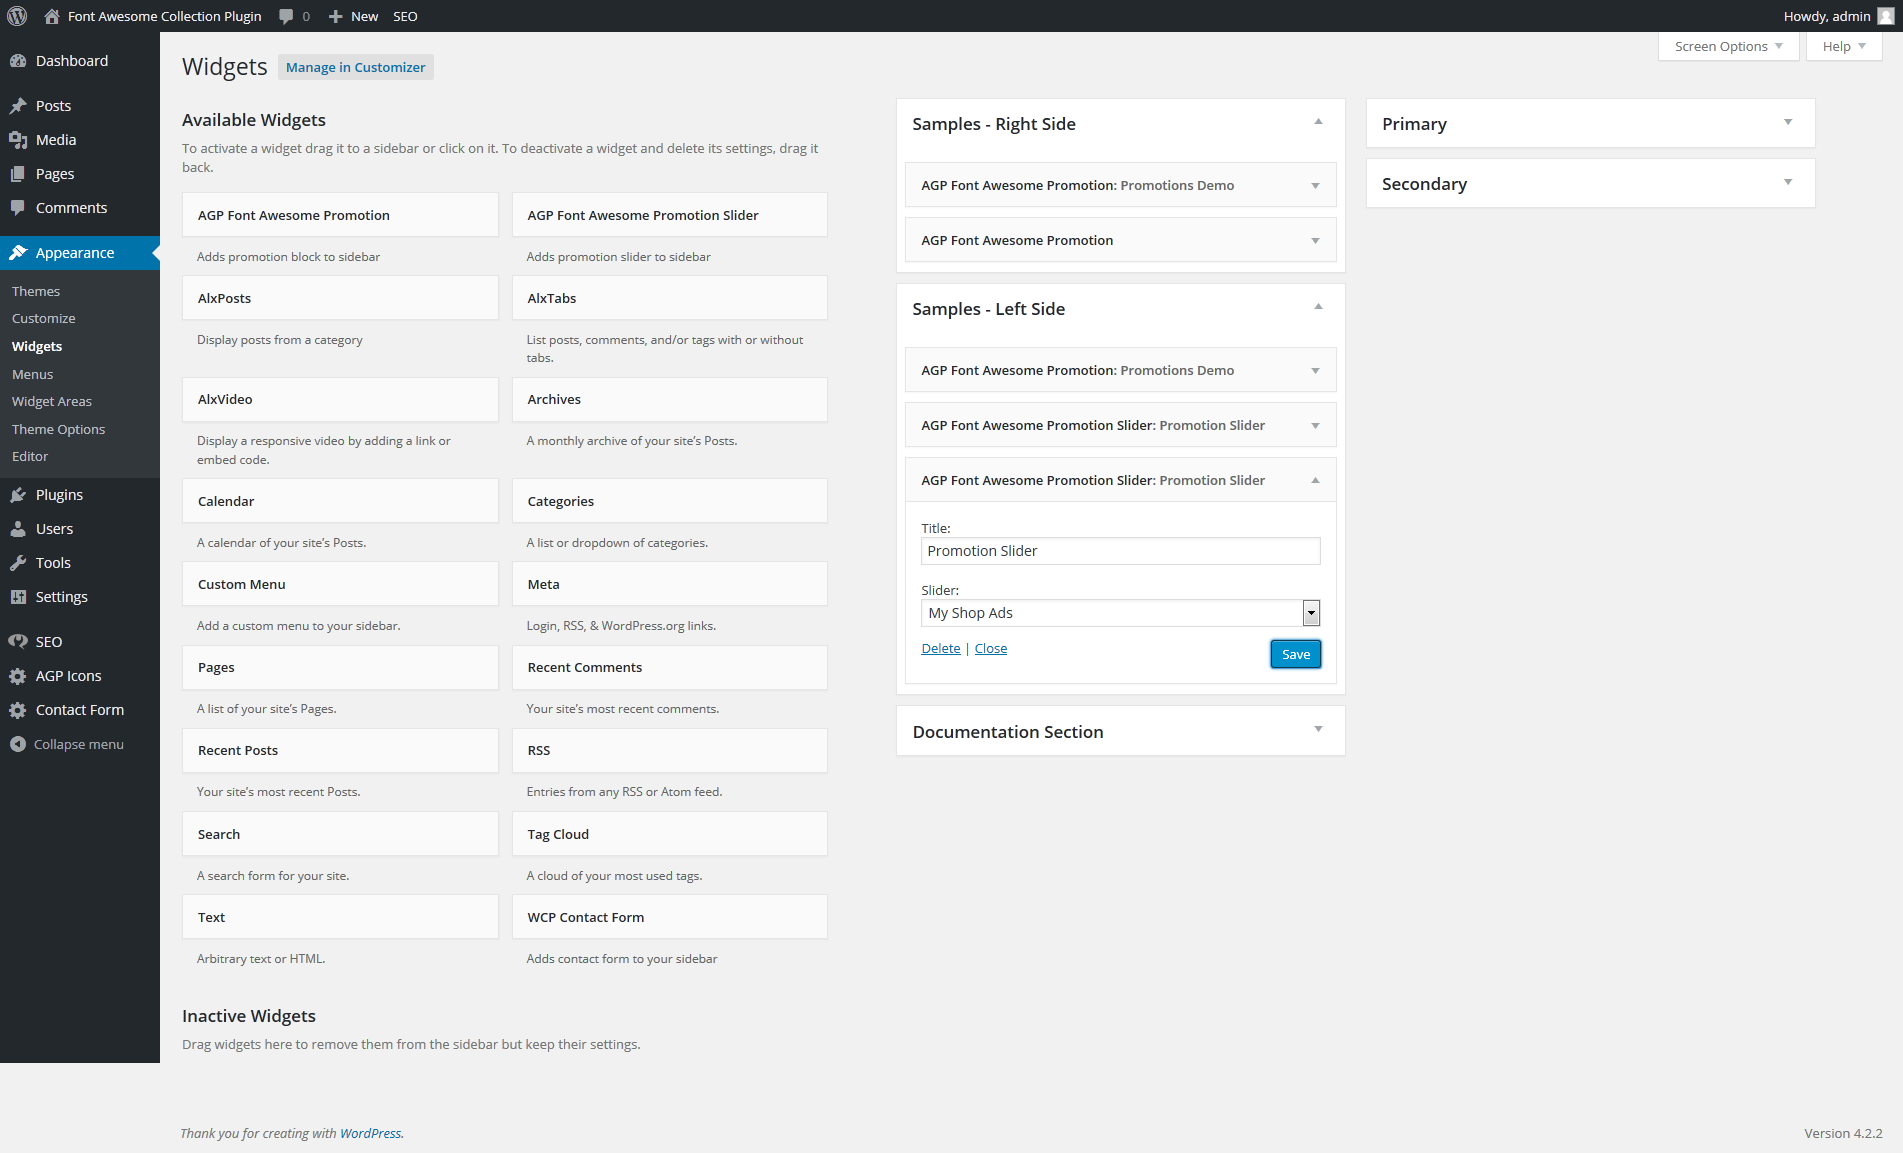 Font Awesome Collection Plugin 0 New SEO Howdy, admin
Screen Options Help
Dashboard
Posts
Media
Pages
Comments
Appearance
Themes
Customize
Widgets
Menus
Widget Areas
Theme Options
Editor
Plugins
Users
Tools
Settings
SEO
AGP Icons
Contact Form
Collapse menu
Widgets Manage in Customizer
Available Widgets
To activate a widget drag it to a sidebar or click on it. To deactivate a widget and delete its settings, drag it
back.
AGP Font Awesome Promotion
Adds promotion block to sidebar
AGP Font Awesome Promotion Slider
Adds promotion slider to sidebar
AlxPosts
Display posts from a category
AlxTabs
List posts, comments, and/or tags with or without
tabs.
AlxVideo
Display a responsive video by adding a link or
embed code.
Archives
A monthly archive of your site’s Posts.
Calendar
A calendar of your site’s Posts.
Categories
A list or dropdown of categories.
Custom Menu
Add a custom menu to your sidebar.
Meta
Login, RSS, & WordPress.org links.
Pages
A list of your site’s Pages.
Recent Comments
Your site’s most recent comments.
Recent Posts
Your site’s most recent Posts.
RSS
Entries from any RSS or Atom feed.
Search
A search form for your site.
Tag Cloud
A cloud of your most used tags.
Text
Arbitrary text or HTML.
WCP Contact Form
Adds contact form to your sidebar
Inactive Widgets
Drag widgets here to remove them from the sidebar but keep their settings.
Samples - Right Side
AGP Font Awesome Promotion: Promotions Demo
AGP Font Awesome Promotion
Samples - Left Side
AGP Font Awesome Promotion: Promotions Demo
AGP Font Awesome Promotion Slider: Promotion Slider
AGP Font Awesome Promotion Slider: Promotion Slider
Title:
Promotion Slider
Slider:
My Shop Ads
Delete | Close Save
Documentation Section
Primary
Secondary
Thank you for creating with WordPress.
Version 4.2.2